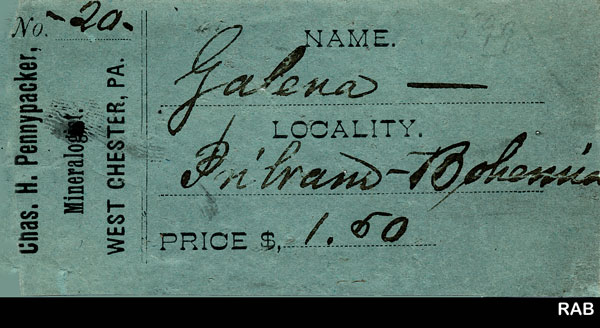 No. -20-
Chas. H. Pennypacker,
Mineralogist.
WEST CHESTER, PA.
NAME.
Galena —
LOCALITY.
Pribram - Bohemia
PRICE $, 1.50
RAB